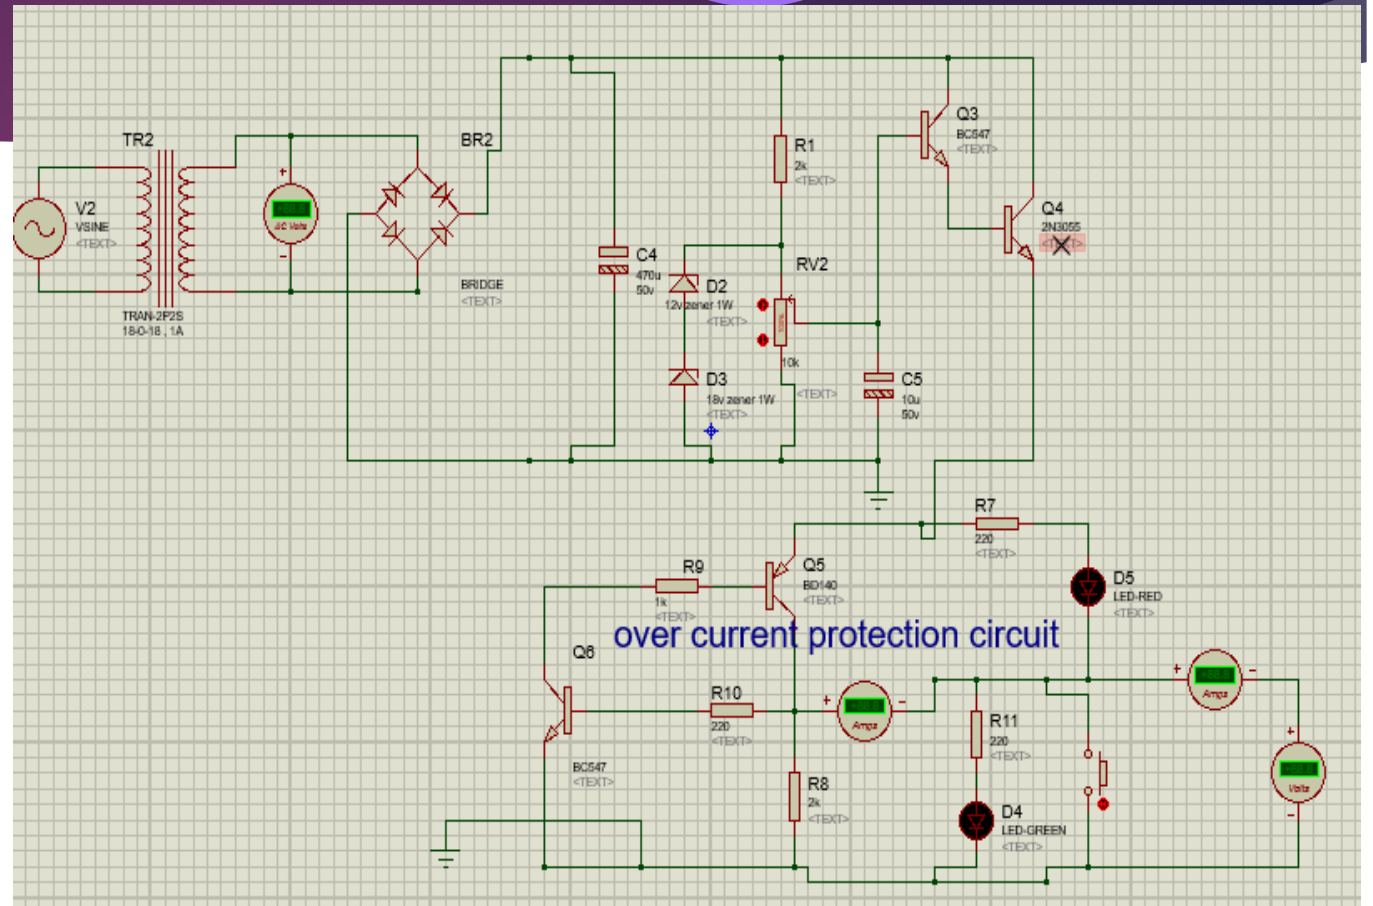 TR2
TRAN-2P2S
18-0-18 , 1A
V2
VSINE
<TEXT>
+
AC Volts
-
BR2
BRIDGE
<TEXT>
C4
470u
50v
R1
2k
<TEXT>
D2
12v zener 1W
<TEXT>
D3
18v zener 1W
<TEXT>
RV2
10k
<TEXT>
C5
10u
50v
Q3
BC547
<TEXT>
Q4
2N3055
<TEXT>
R7
220
<TEXT>
D5
LED-RED
<TEXT>
R9
1k
<TEXT>
Q5
BD140
<TEXT>
over current protection circuit
Q6
BC547
<TEXT>
R10
220
<TEXT>
+
Amps
-
R8
2k
<TEXT>
R11
220
<TEXT>
D4
LED-GREEN
<TEXT>
+
Amps
-
+
Volts
-